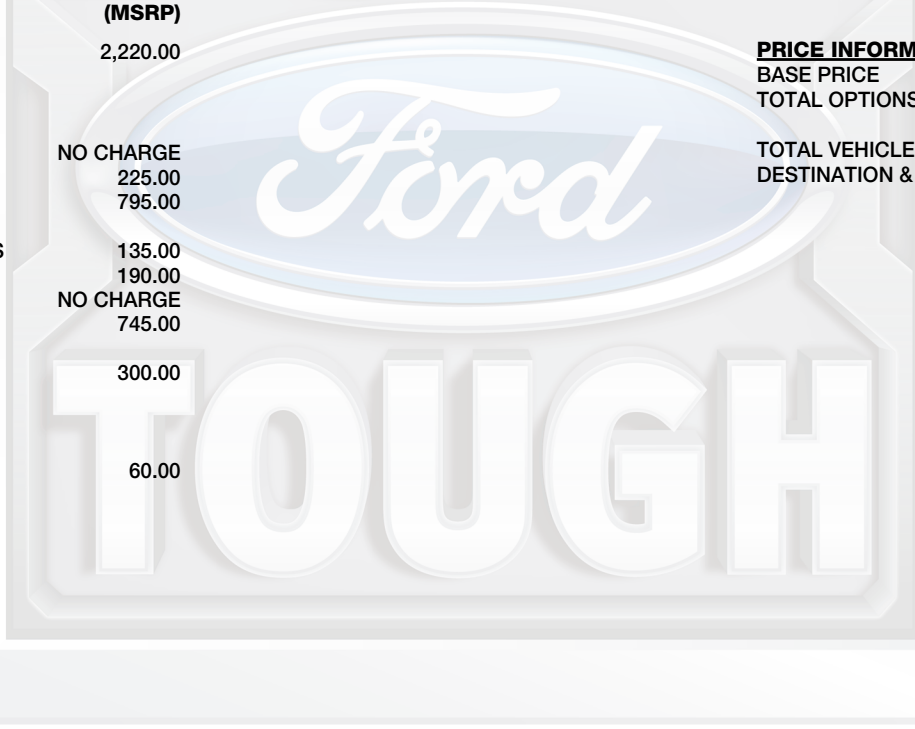 (MSRP)
2,220.00
NO CHARGE
225.00
795.00
S 135.00
190.00
NO CHARGE
745.00
300.00
60.00
PRICE INFORM
BASE PRICE
TOTAL OPTIONS
TOTAL VEHICLE
DESTINATION &
Ford
TOUGH